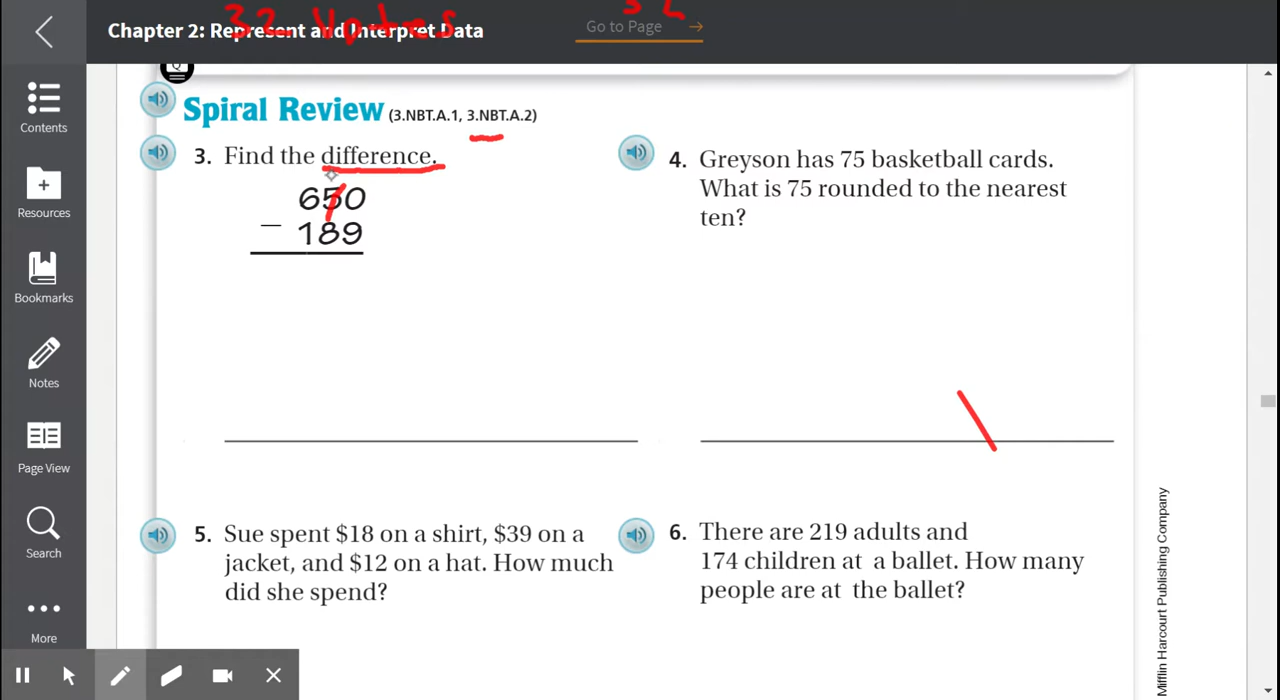 32 Votes
Chapter 2: Represent and Interpret Data
Go to Page →
Contents
Resources
Bookmarks
Notes
Page View
Search
More
Spiral Review (3.NBT.A.1, 3.NBT.A.2)
3. Find the difference.
650
− 189
4. Greyson has 75 basketball cards.
What is 75 rounded to the nearest
ten?
5. Sue spent $18 on a shirt, $39 on a
jacket, and $12 on a hat. How much
did she spend?
6. There are 219 adults and
174 children at a ballet. How many
people are at the ballet?
Mifflin Harcourt Publishing Company